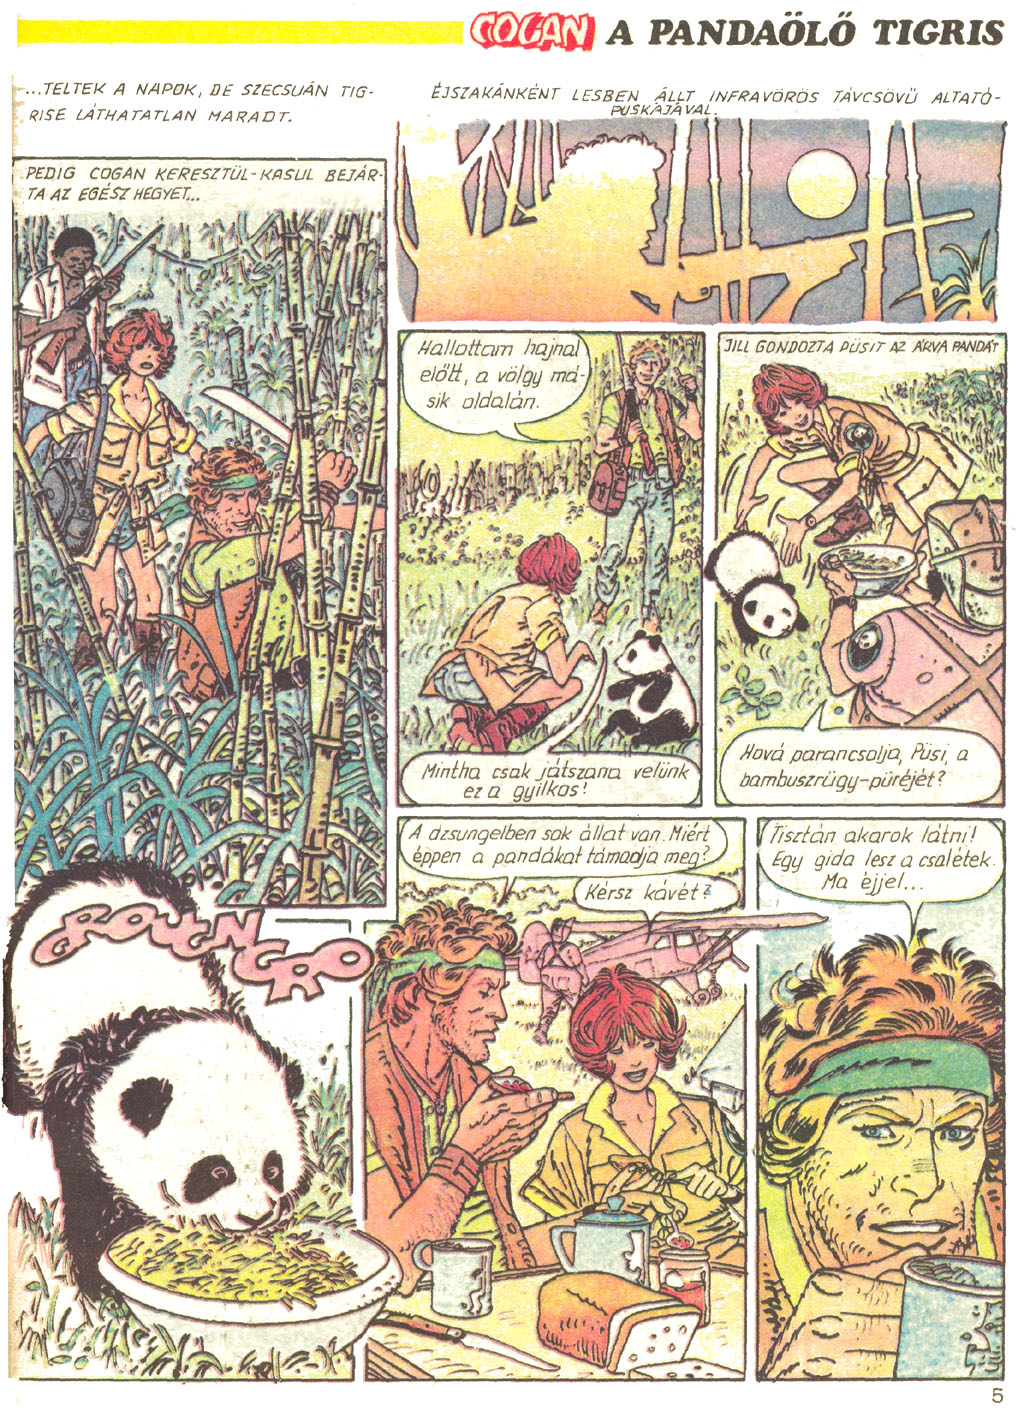 COGAN A PANDAÖLŐ TIGRIS
...TELTEK A NAPOK, DE SZECSUÁN TIG-
RISE LÁTHATATLAN MARADT.
PEDIG COGAN KERESZTÜL-KASUL BEJÁR-
TA AZ EGÉSZ HEGYET...
ÉJSZAKÁNKÉNT LESBEN ÁLLT INFRAVÖRÖS TÁVCSÖVŰ ALTATÓ-
PUSKÁJÁVAL.
Hallottam hajnal
előtt, a völgy má-
sik oldalán.
Mintha csak játszana velünk
ez a gyilkos!
JILL GONDOZTA PÜSIT AZ ÁRVA PANDÁT
Hová parancsolja, Püsi, a
bambuszrügy-püréjét?
A dzsungelben sok állat van. Miért
éppen a pandákat támadja meg?
Kérsz kávét?
Tisztán akarok látni!
Egy gida lesz a csalétek.
Ma éjjel...
5